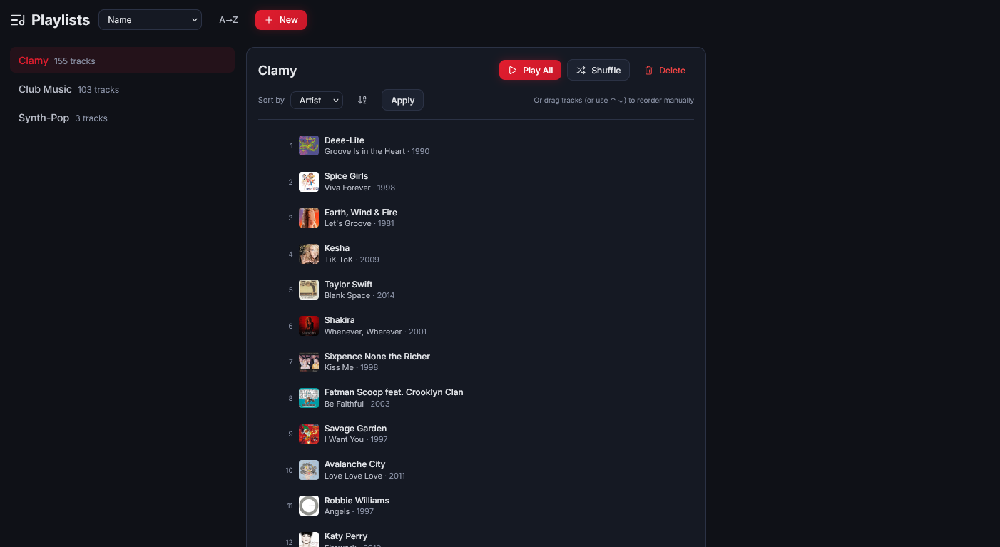 Playlists
Name
A→Z
+ New
Clamy 155 tracks
Club Music 103 tracks
Synth-Pop 3 tracks
Clamy
Play All
Shuffle
Delete
Sort by
Artist
Apply
Or drag tracks (or use ↑ ↓) to reorder manually
1
Deee-Lite
Groove Is in the Heart · 1990
2
Spice Girls
Viva Forever · 1998
3
Earth, Wind & Fire
Let's Groove · 1981
4
Kesha
TiK ToK · 2009
5
Taylor Swift
Blank Space · 2014
6
Shakira
Whenever, Wherever · 2001
7
Sixpence None the Richer
Kiss Me · 1998
8
Fatman Scoop feat. Crooklyn Clan
Be Faithful · 2003
9
Savage Garden
I Want You · 1997
10
Avalanche City
Love Love Love · 2011
11
Robbie Williams
Angels · 1997
12
Katy Perry